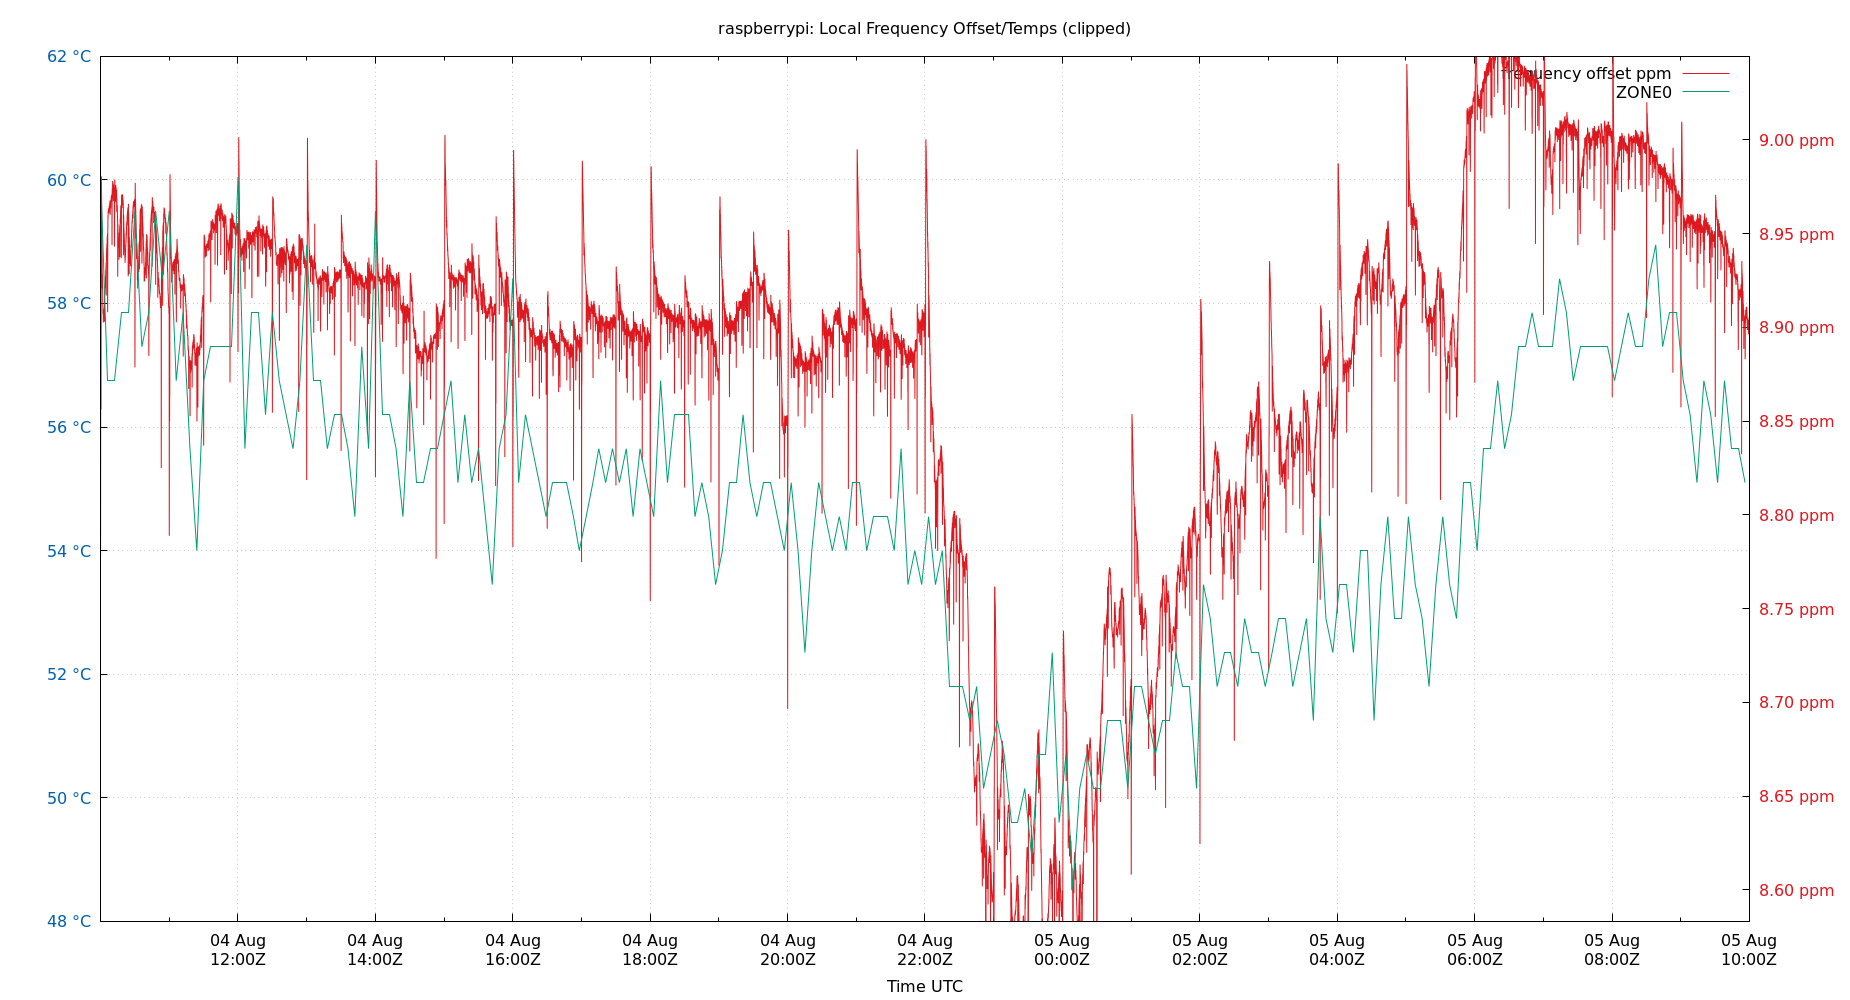 raspberrypi: Local Frequency Offset/Temps (clipped)
62 °C
60 °C
58 °C
56 °C
54 °C
52 °C
50 °C
48 °C
frequency offset ppm
ZONE0
9.00 ppm
8.95 ppm
8.90 ppm
8.85 ppm
8.80 ppm
8.75 ppm
8.70 ppm
8.65 ppm
8.60 ppm
04 Aug 04 Aug 04 Aug 04 Aug 04 Aug 04 Aug 05 Aug 05 Aug 05 Aug 05 Aug 05 Aug 05 Aug
12:00Z 14:00Z 16:00Z 18:00Z 20:00Z 22:00Z 00:00Z 02:00Z 04:00Z 06:00Z 08:00Z 10:00Z
Time UTC